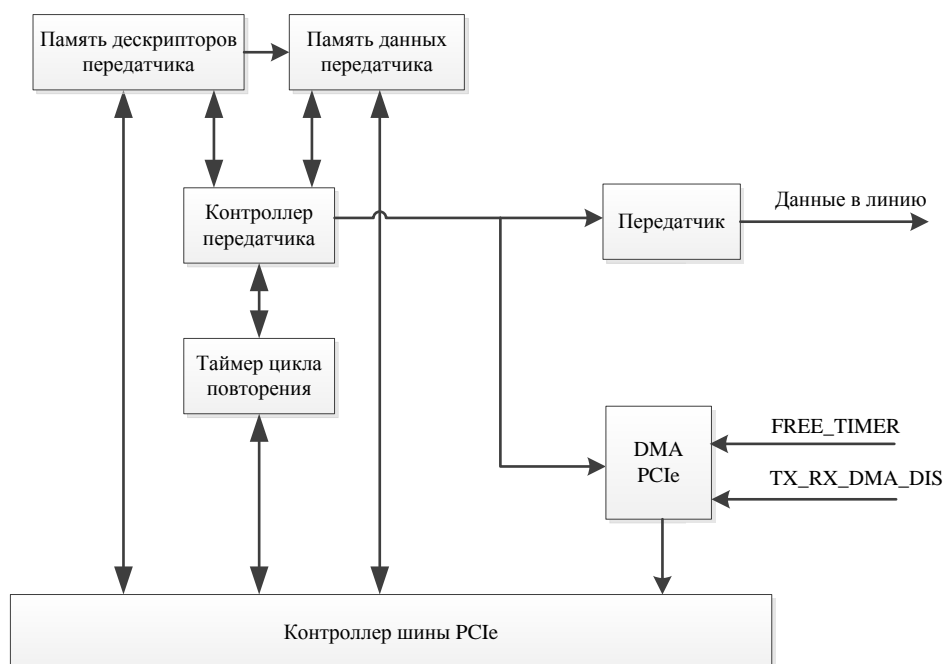 Память дескрипторов
передатчика
Память данных
передатчика
Контроллер
передатчика
Передатчик
Данные в линию
Таймер цикла
повторения
DMA
PCIe
FREE_TIMER
TX_RX_DMA_DIS
Контроллер шины PCIe